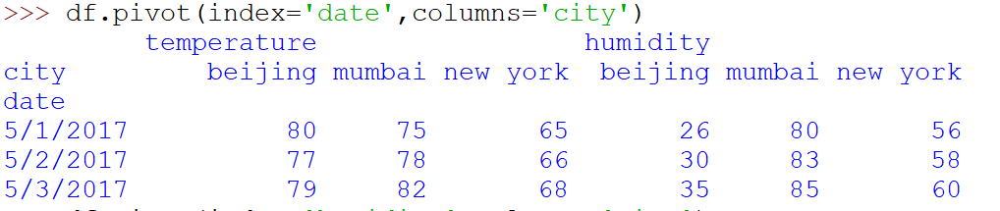 >>> df.pivot(index='date',columns='city')
temperature humidity
city beijing mumbai new york beijing mumbai new york
date
5/1/2017 80 75 65 26 80 56
5/2/2017 77 78 66 30 83 58
5/3/2017 79 82 68 35 85 60